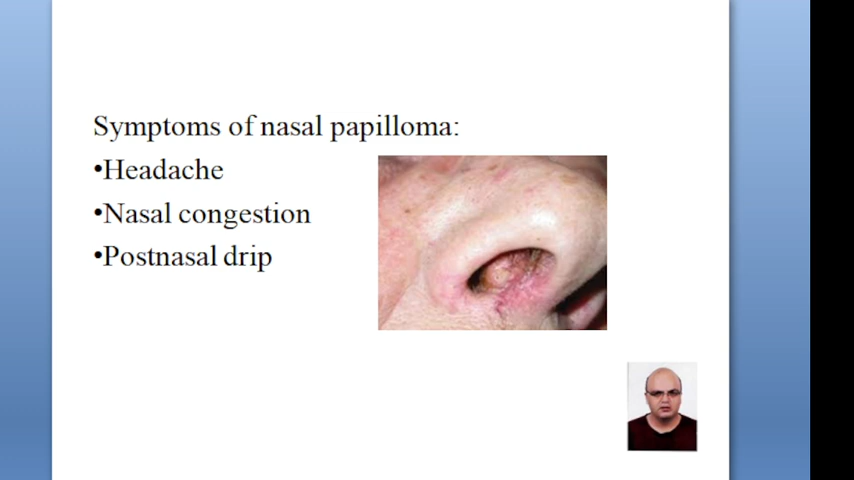 Symptoms of nasal papilloma:
•Headache
•Nasal congestion
•Postnasal drip